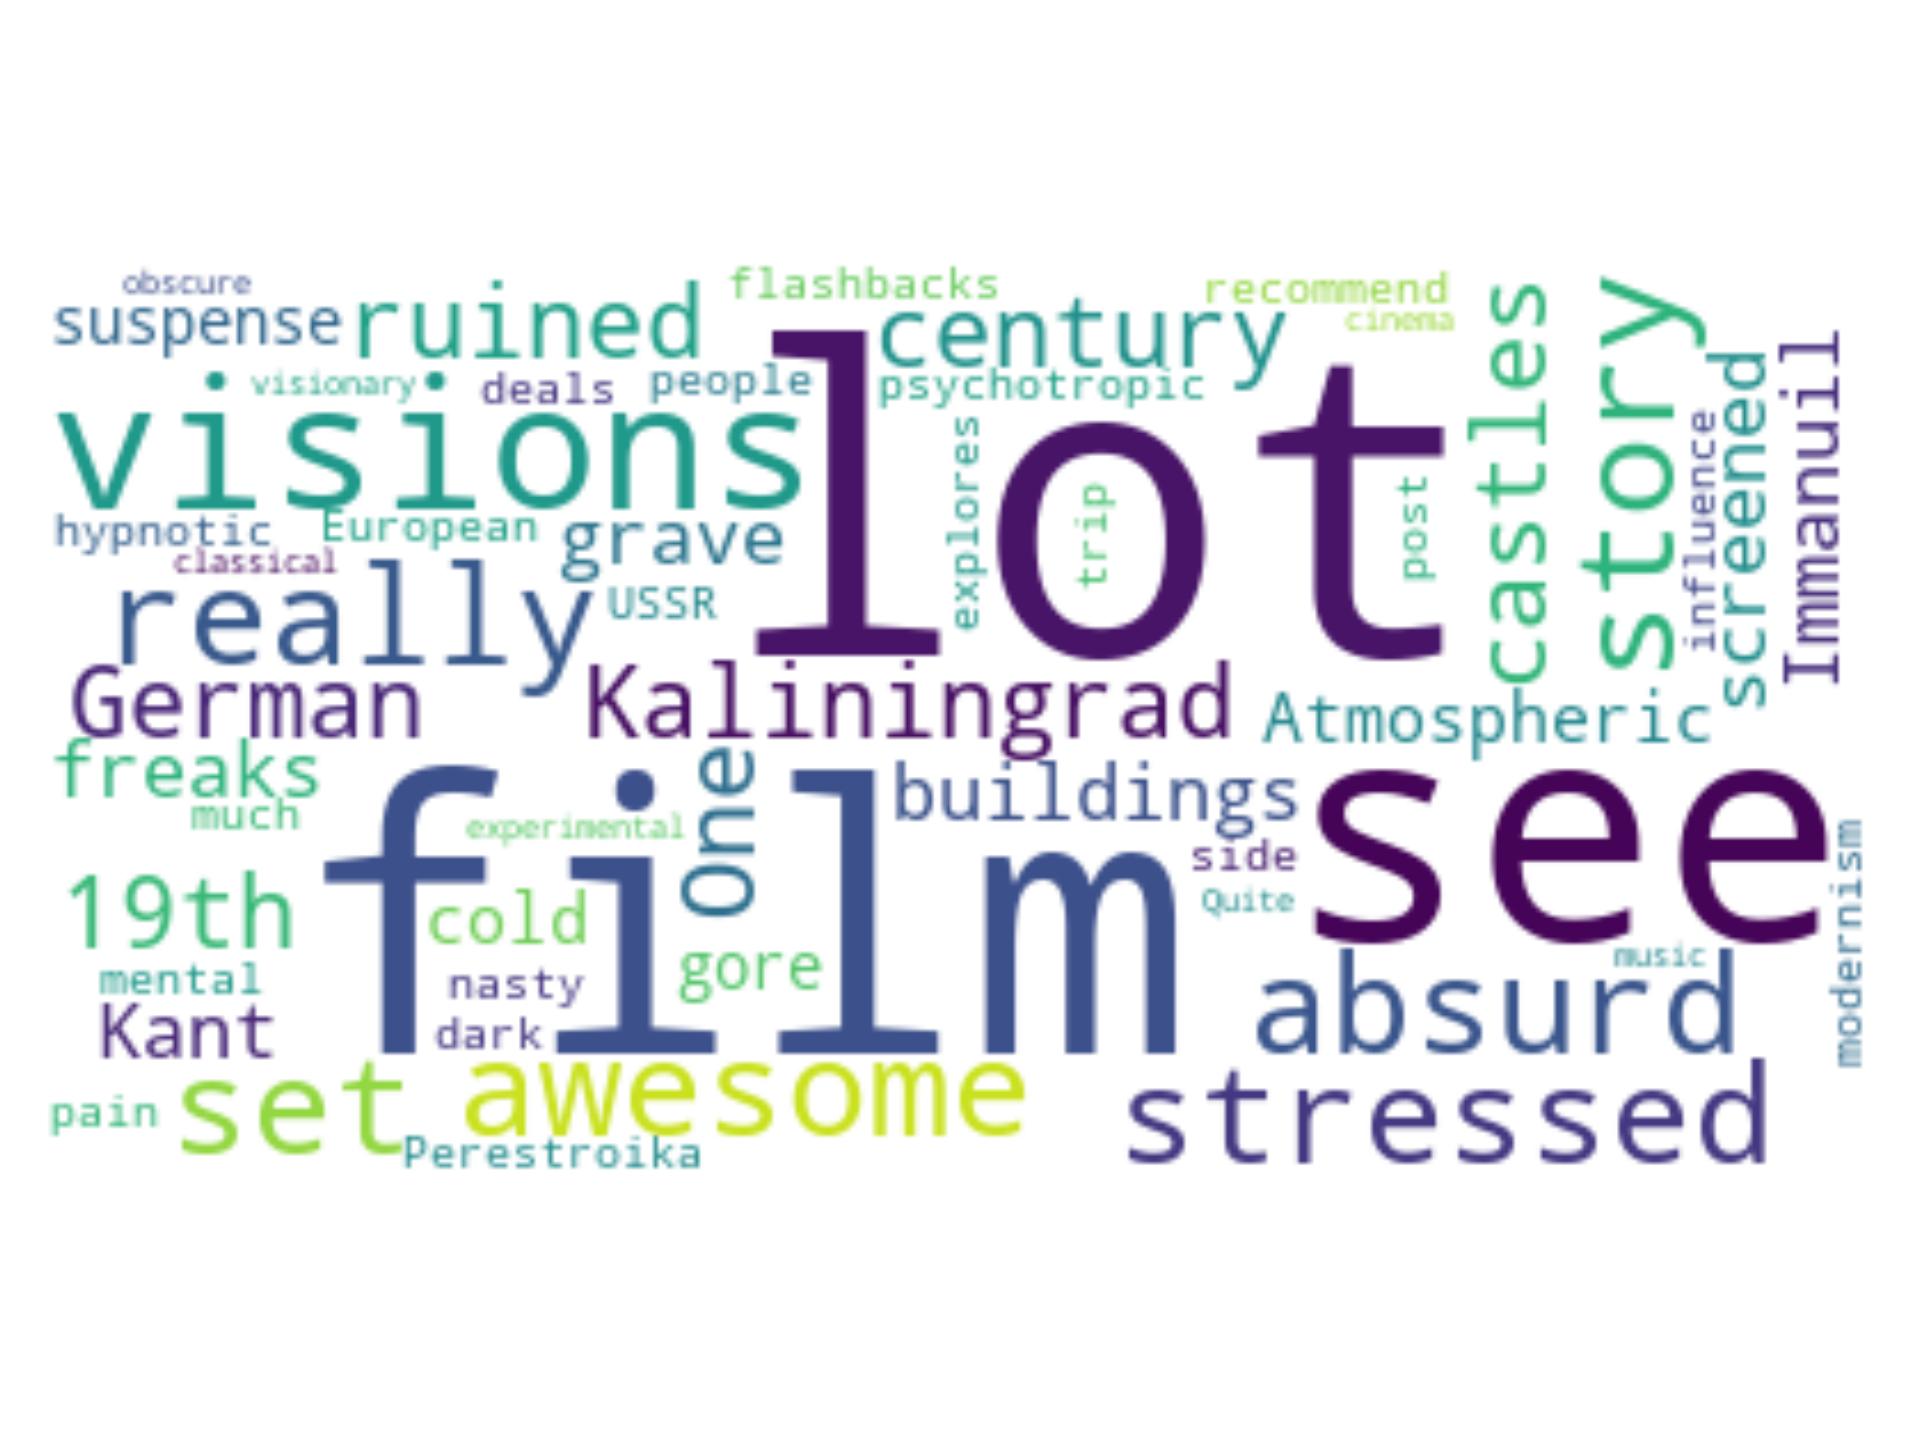 obscure
suspense
ruined
flashbacks
century
recommend
cinema
visionary
deals
people
psychotropic
visions
lot
castles
story
screened
Immanuil
influence
explores
trip
post
hypnotic
European
grave
classical
really
USSR
German
Kaliningrad
Atmospheric
freaks
much
film
experimental
One
buildings
see
side
Quite
19th
cold
gore
mental
nasty
Kant
dark
music
absurd
modernism
pain
set
awesome
Perestroika
stressed